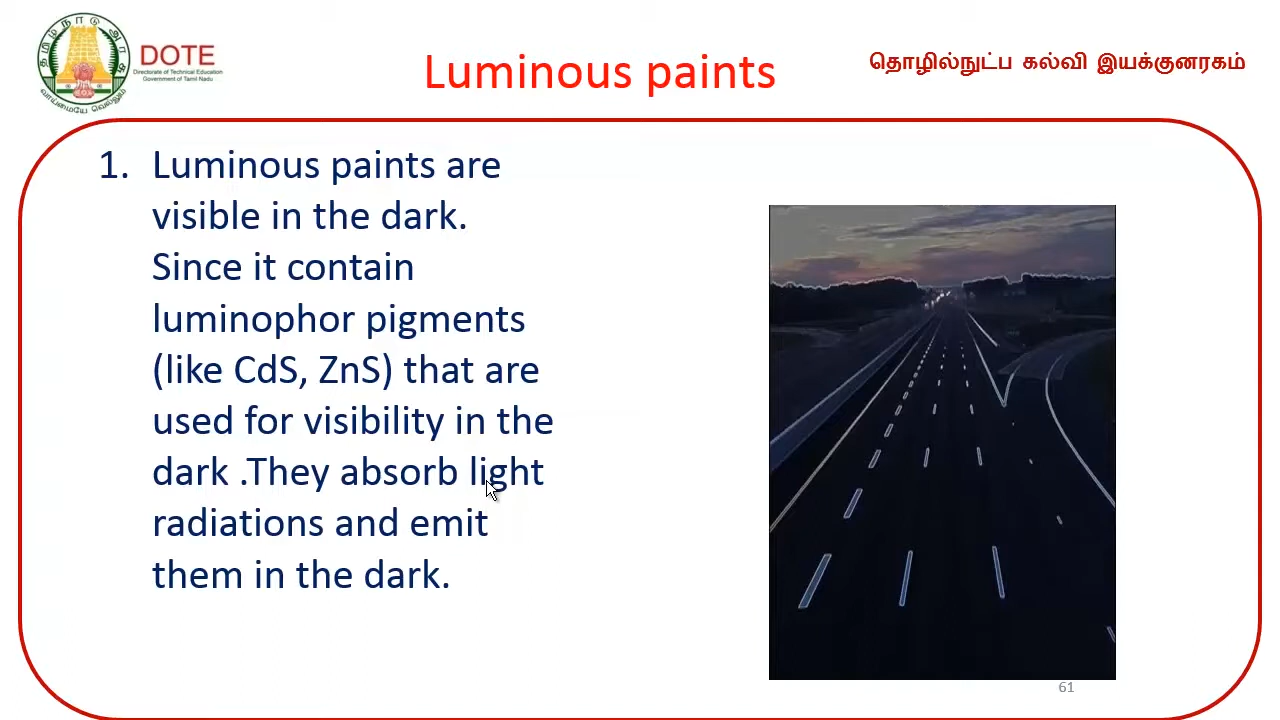 தமிழ்நாடு அரசு
வாய்மையே வெல்லும்
DOTE
Directorate of Technical Education
Government of Tamil Nadu
Luminous paints
தொழில்நுட்ப கல்வி இயக்குனரகம்
1. Luminous paints are
visible in the dark.
Since it contain
luminophor pigments
(like CdS, ZnS) that are
used for visibility in the
dark .They absorb light
radiations and emit
them in the dark.
61